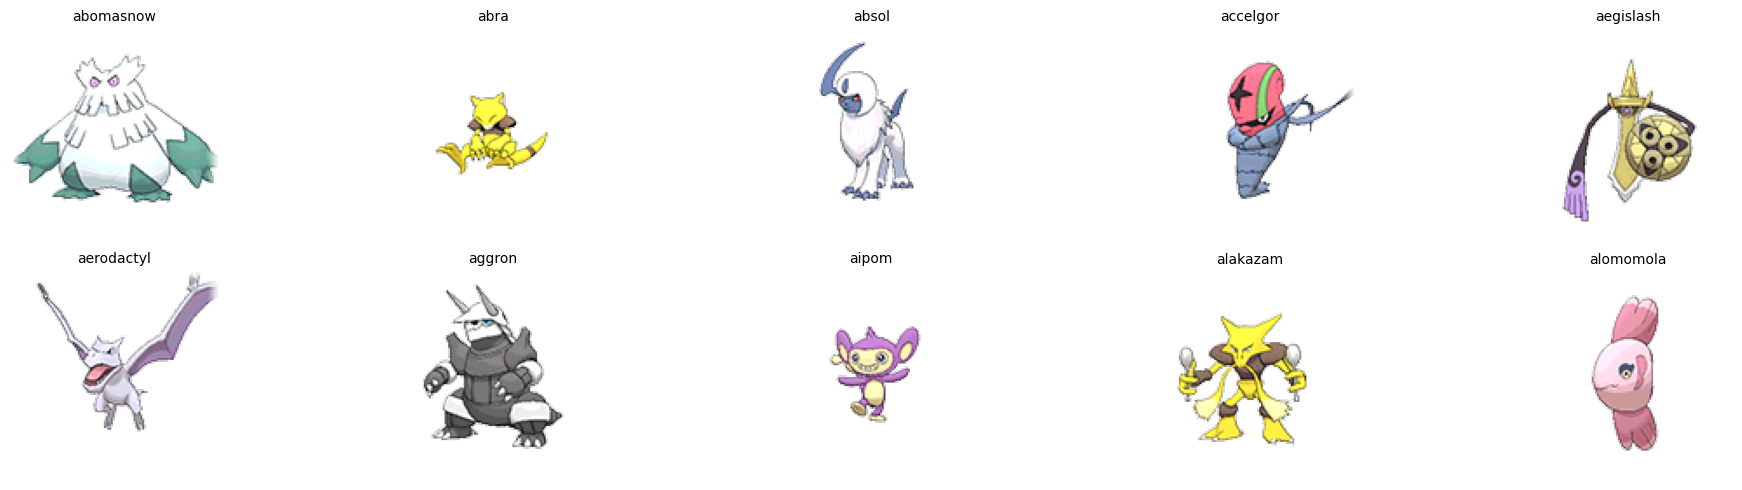 abomasnow
abra
absol
accelgor
aegislash
aerodactyl
aggron
aipom
alakazam
alomomola